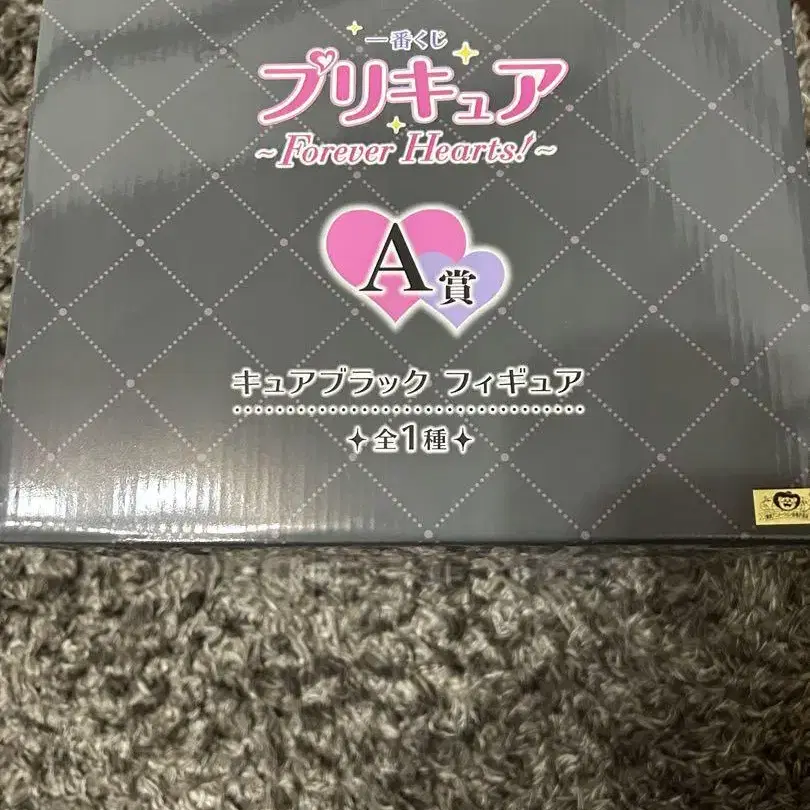 一番くじ
プリキュア
~Forever Hearts!~
A賞
キュアブラック フィギュア
全1種